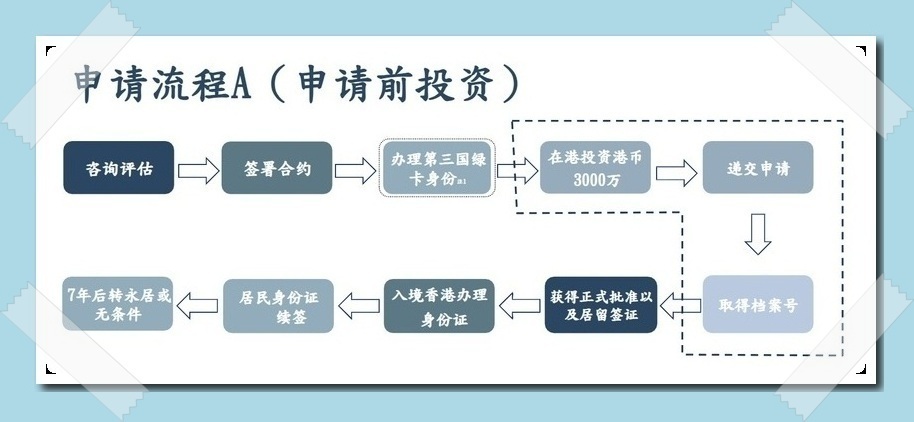 申请流程A（申请前投资）
咨询评估
签署合约
办理第三国绿
卡身份注1
在港投资港币
3000万
递交申请
取得档案号
获得正式批准以
及居留签证
入境香港办理
身份证
居民身份证
续签
7年后转永居或
无条件